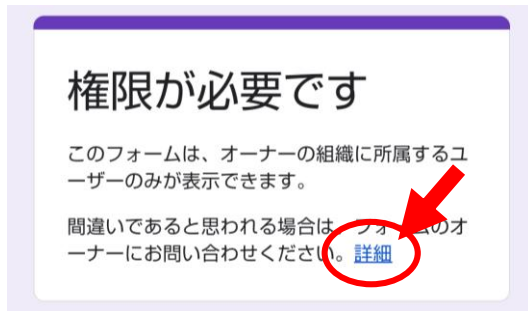 権限が必要です
このフォームは、オーナーの組織に所属するユ
ーザーのみが表示できます。
間違いであると思われる場合は、フォームのオ
ーナーにお問い合わせください。詳細